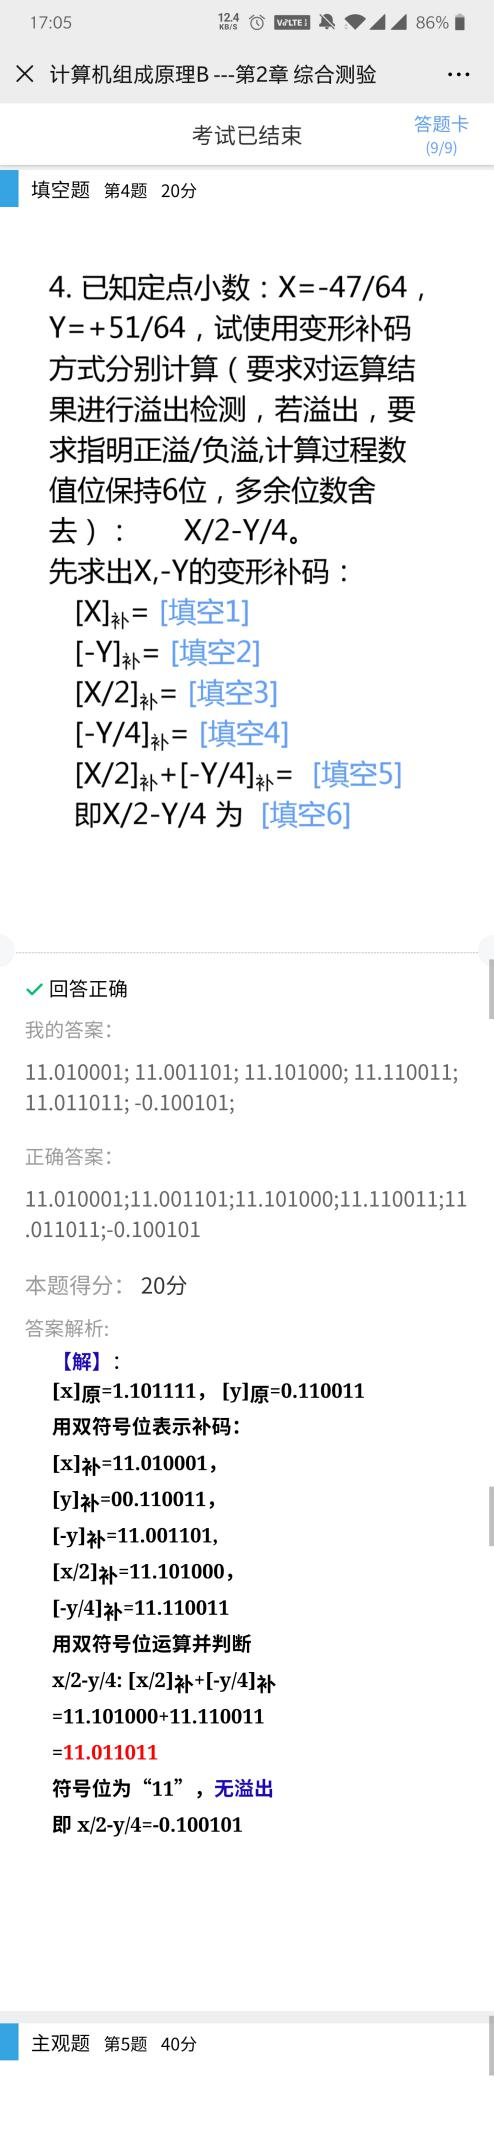 17:05 12.4 KB/S VoLTE 86%
计算机组成原理B ---第2章 综合测验 ...
考试已结束 答题卡
(9/9)
填空题 第4题 20分
4. 已知定点小数：X=-47/64，
Y=+51/64，试使用变形补码
方式分别计算（要求对运算结
果进行溢出检测，若溢出，要
求指明正溢/负溢,计算过程数
值位保持6位，多余位数舍
去）： X/2-Y/4。
先求出X,-Y的变形补码：
[X]补= [填空1]
[-Y]补= [填空2]
[X/2]补= [填空3]
[-Y/4]补= [填空4]
[X/2]补+[-Y/4]补= [填空5]
即X/2-Y/4 为 [填空6]
回答正确
我的答案：
11.010001; 11.001101; 11.101000; 11.110011;
11.011011; -0.100101;
正确答案：
11.010001;11.001101;11.101000;11.110011;11
.011011;-0.100101
本题得分： 20分
答案解析:
【解】：
[x]原=1.101111， [y]原=0.110011
用双符号位表示补码：
[x]补=11.010001，
[y]补=00.110011，
[-y]补=11.001101,
[x/2]补=11.101000，
[-y/4]补=11.110011
用双符号位运算并判断
x/2-y/4: [x/2]补+[-y/4]补
=11.101000+11.110011
=11.011011
符号位为“11”，无溢出
即 x/2-y/4=-0.100101
主观题 第5题 40分